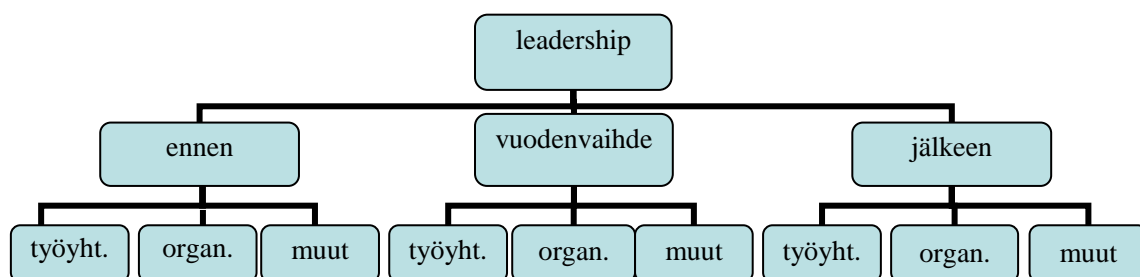 leadership
ennen
vuodenvaihde
jälkeen
työyht.
organ.
muut
työyht.
organ.
muut
työyht.
organ.
muut